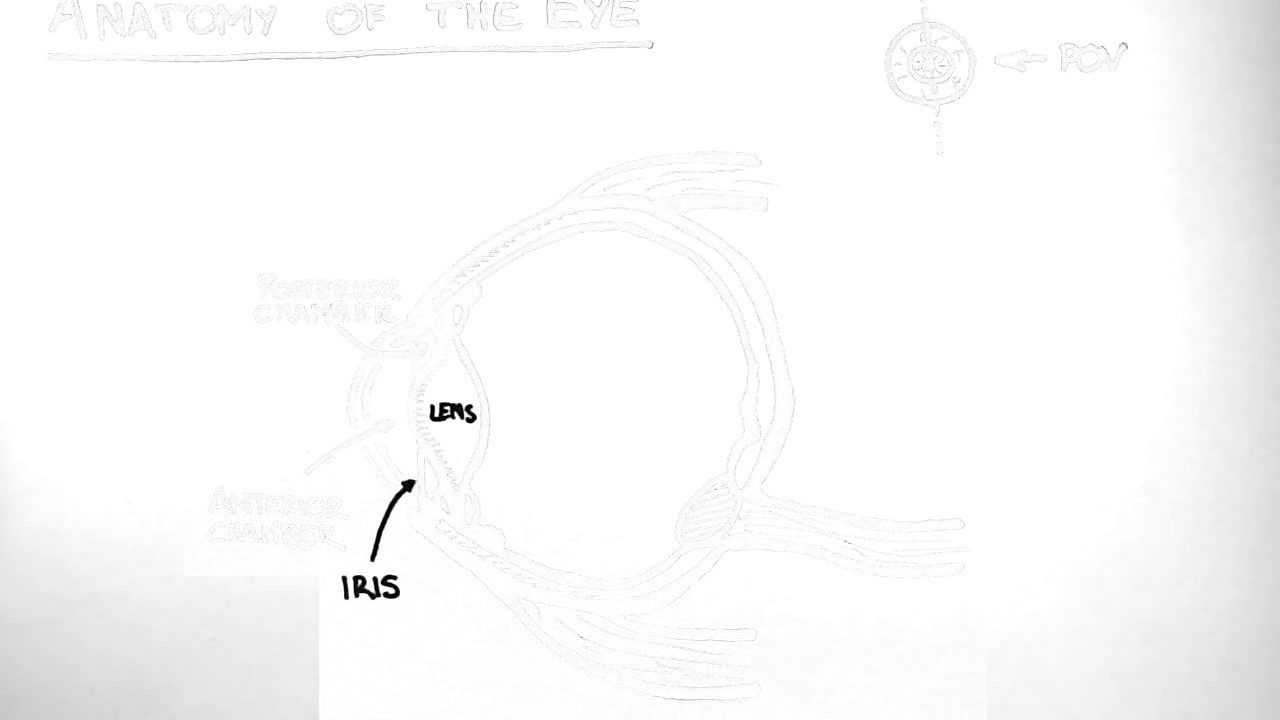 ANATOMY OF THE EYE
POV
POSTERIOR
CHAMBER
LENS
ANTERIOR
CHAMBER
IRIS